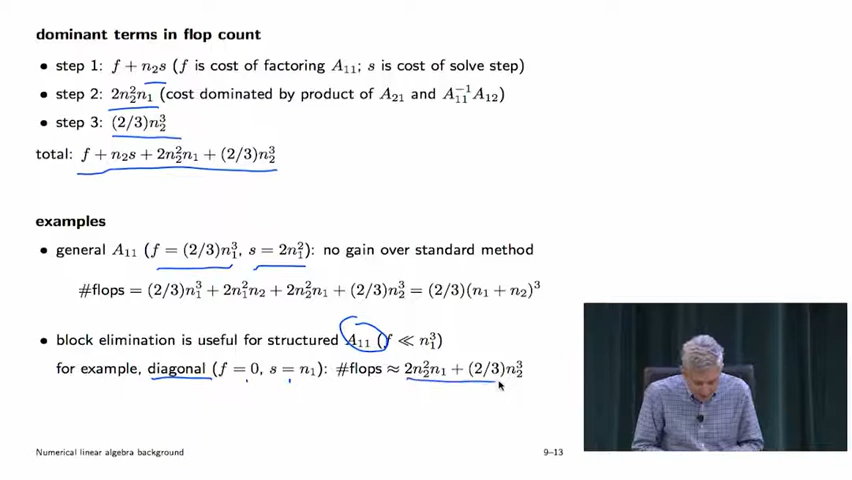 dominant terms in flop count
• step 1: f + n₂s (f is cost of factoring A₁₁; s is cost of solve step)
• step 2: 2n₂²n₁ (cost dominated by product of A₂₁ and A₁₁⁻¹A₁₂)
• step 3: (2/3)n₂³
total: f + n₂s + 2n₂²n₁ + (2/3)n₂³
examples
• general A₁₁ (f = (2/3)n₁³, s = 2n₁²): no gain over standard method
#flops = (2/3)n₁³ + 2n₁²n₂ + 2n₂²n₁ + (2/3)n₂³ = (2/3)(n₁ + n₂)³
• block elimination is useful for structured A₁₁ (f ≪ n₁³)
for example, diagonal (f = 0, s = n₁): #flops ≈ 2n₂²n₁ + (2/3)n₂³
Numerical linear algebra background 9–13